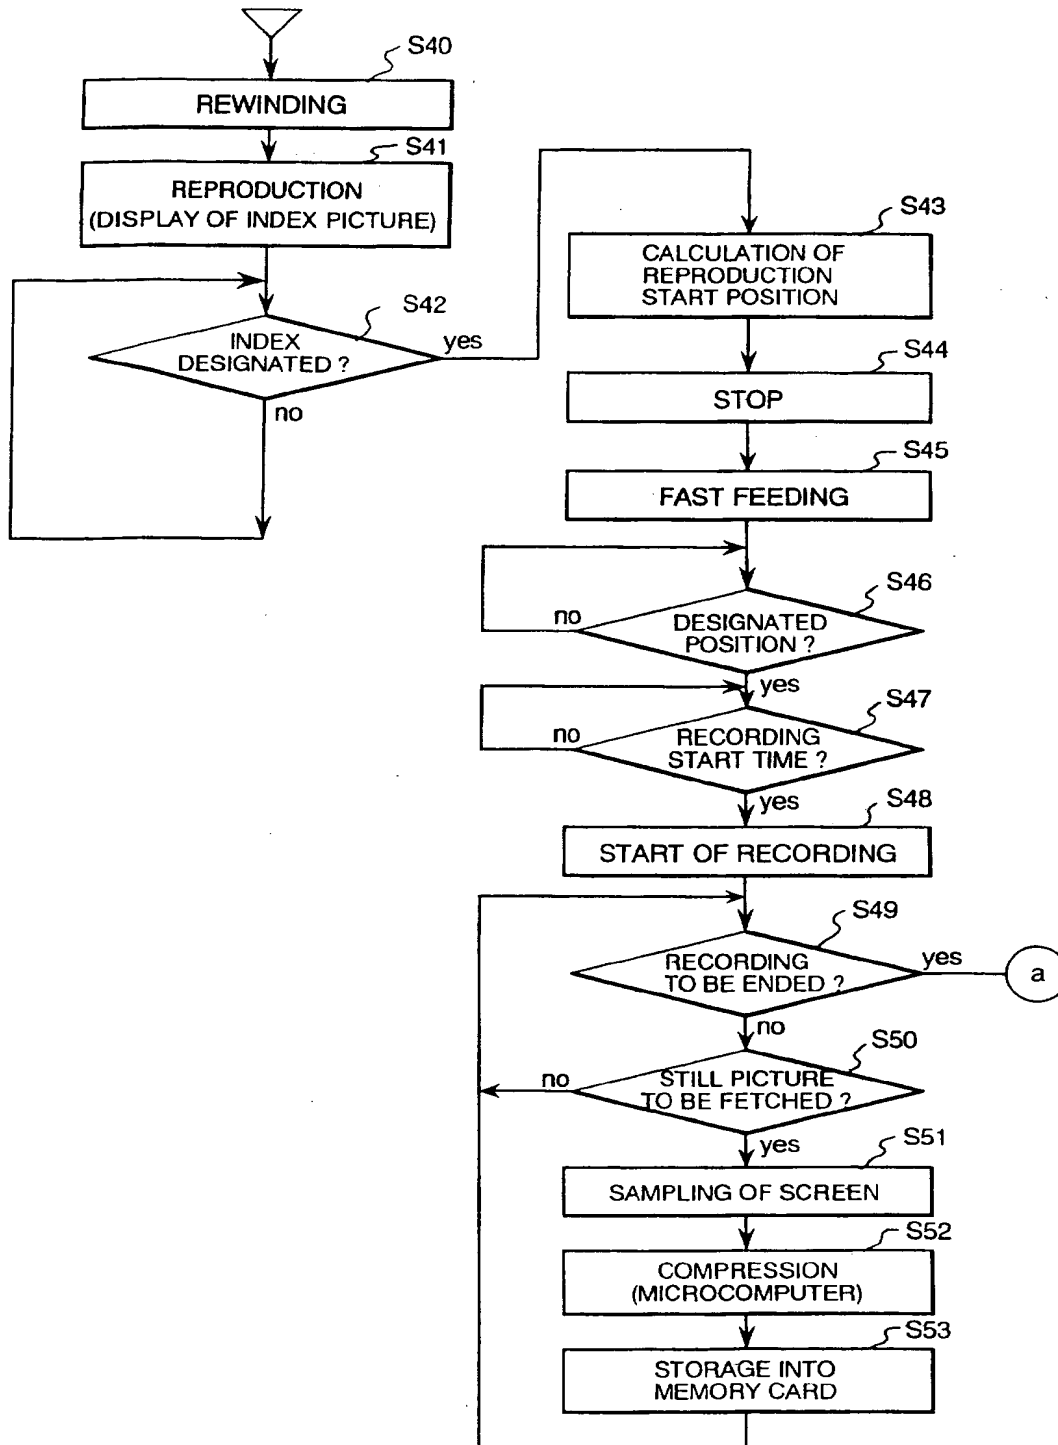 S40
REWINDING
S41
REPRODUCTION
(DISPLAY OF INDEX PICTURE)
S42
INDEX
DESIGNATED ?
yes
no
S43
CALCULATION OF
REPRODUCTION
START POSITION
S44
STOP
S45
FAST FEEDING
S46
DESIGNATED
POSITION ?
no
yes
S47
RECORDING
START TIME ?
no
yes
S48
START OF RECORDING
S49
RECORDING
TO BE ENDED ?
yes
a
no
S50
STILL PICTURE
TO BE FETCHED ?
no
yes
S51
SAMPLING OF SCREEN
S52
COMPRESSION
(MICROCOMPUTER)
S53
STORAGE INTO
MEMORY CARD